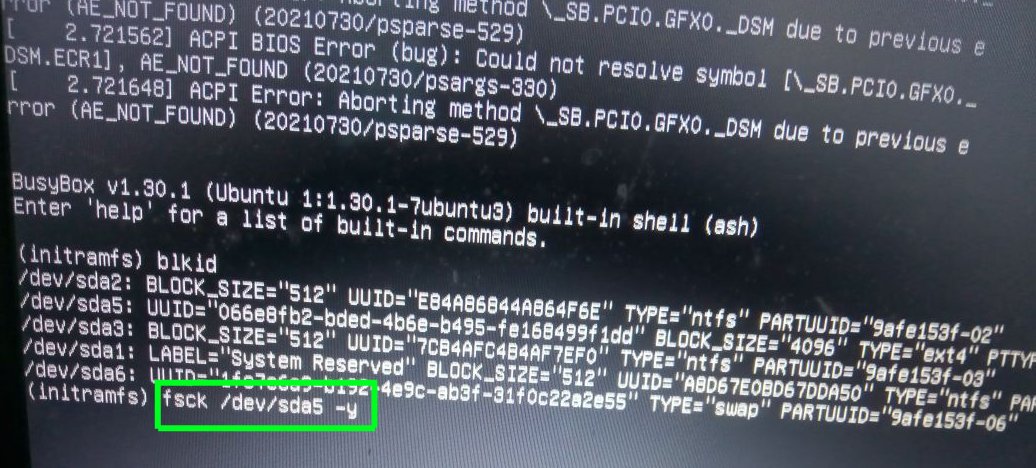 rror (AE_NOT_FOUND) (20210730/psparse-529)
orting method \_SB.PCI0.GFX0._DSM due to previous e
[    2.721562] ACPI BIOS Error (bug): Could not resolve symbol [\_SB.PCI0.GFX0._
DSM.ECR1], AE_NOT_FOUND (20210730/psargs-330)
[    2.721648] ACPI Error: Aborting method \_SB.PCI0.GFX0._DSM due to previous e
rror (AE_NOT_FOUND) (20210730/psparse-529)
BusyBox v1.30.1 (Ubuntu 1:1.30.1-7ubuntu3) built-in shell (ash)
Enter 'help' for a list of built-in commands.
(initramfs) blkid
/dev/sda2: BLOCK_SIZE="512" UUID="E84A86844A864F6E" TYPE="ntfs" PARTUUID="9afe153f-02"
/dev/sda5: UUID="066e8fb2-bded-4b6e-b495-fe168499f1dd" BLOCK_SIZE="4096" TYPE="ext4" PTTYP
/dev/sda3: BLOCK_SIZE="512" UUID="7CB4AFC4B4AF7EF0" TYPE="ntfs" PARTUUID="9afe153f-03"
/dev/sda1: LABEL="System Reserved" BLOCK_SIZE="512" UUID="A8D67E0BD67DDA50" TYPE="ntfs" PAR
/dev/sda6: 4e9c-ab3f-31f0c22a2e55" TYPE="swap" PARTUUID="9afe153f-06"
(initramfs) fsck /dev/sda5 -y